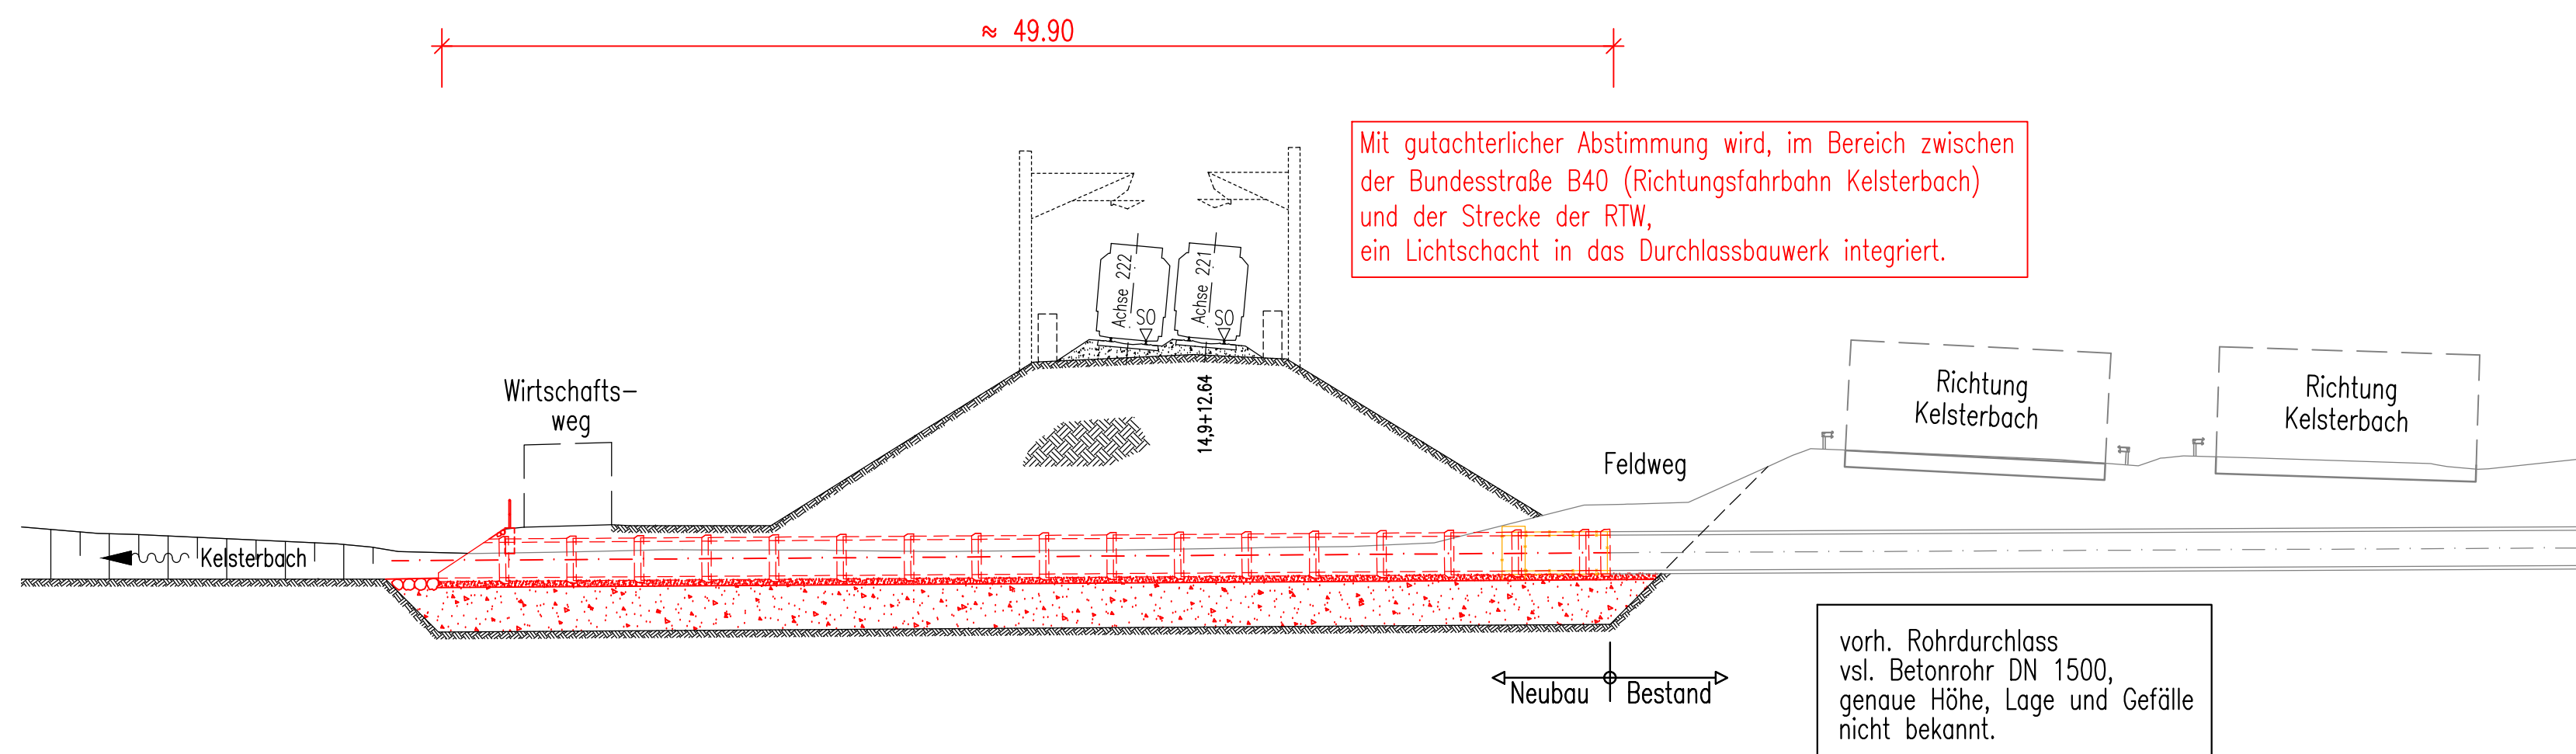 ≈ 49.90
Mit gutachterlicher Abstimmung wird, im Bereich zwischen
der Bundesstraße B40 (Richtungsfahrbahn Kelsterbach)
und der Strecke der RTW,
ein Lichtschacht in das Durchlassbauwerk integriert.
Achse 222
SO
Achse 221
SO
14,9+12.64
Wirtschafts-
weg
Kelsterbach
Feldweg
Richtung
Kelsterbach
Richtung
Kelsterbach
Neubau
Bestand
vorh. Rohrdurchlass
vsl. Betonrohr DN 1500,
genaue Höhe, Lage und Gefälle
nicht bekannt.